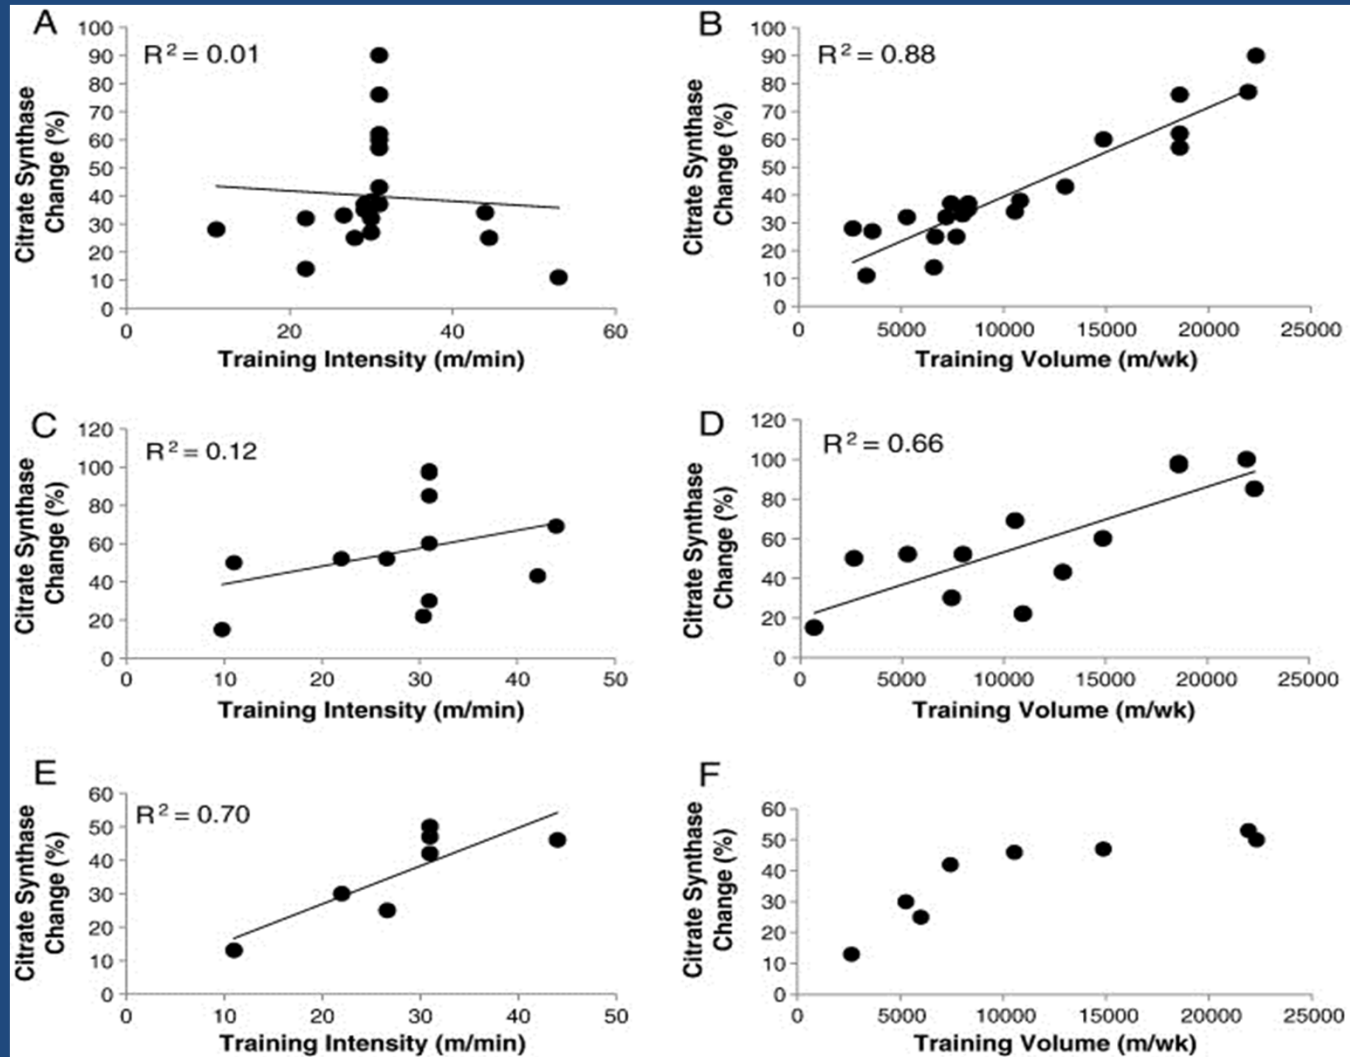 A
R² = 0.01
Citrate Synthase
Change (%)
100
90
80
70
60
50
40
30
20
10
0
0 20 40 60
Training Intensity (m/min)
B
R² = 0.88
Citrate Synthase
Change (%)
100
90
80
70
60
50
40
30
20
10
0
0 5000 10000 15000 20000 25000
Training Volume (m/wk)
C
R² = 0.12
Citrate Synthase
Change (%)
120
100
80
60
40
20
0
0 10 20 30 40 50
Training Intensity (m/min)
D
R² = 0.66
Citrate Synthase
Change (%)
120
100
80
60
40
20
0
0 5000 10000 15000 20000 25000
Training Volume (m/wk)
E
R² = 0.70
Citrate Synthase
Change (%)
60
50
40
30
20
10
0
0 10 20 30 40 50
Training Intensity (m/min)
F
Citrate Synthase
Change (%)
60
50
40
30
20
10
0
0 5000 10000 15000 20000 25000
Training Volume (m/wk)